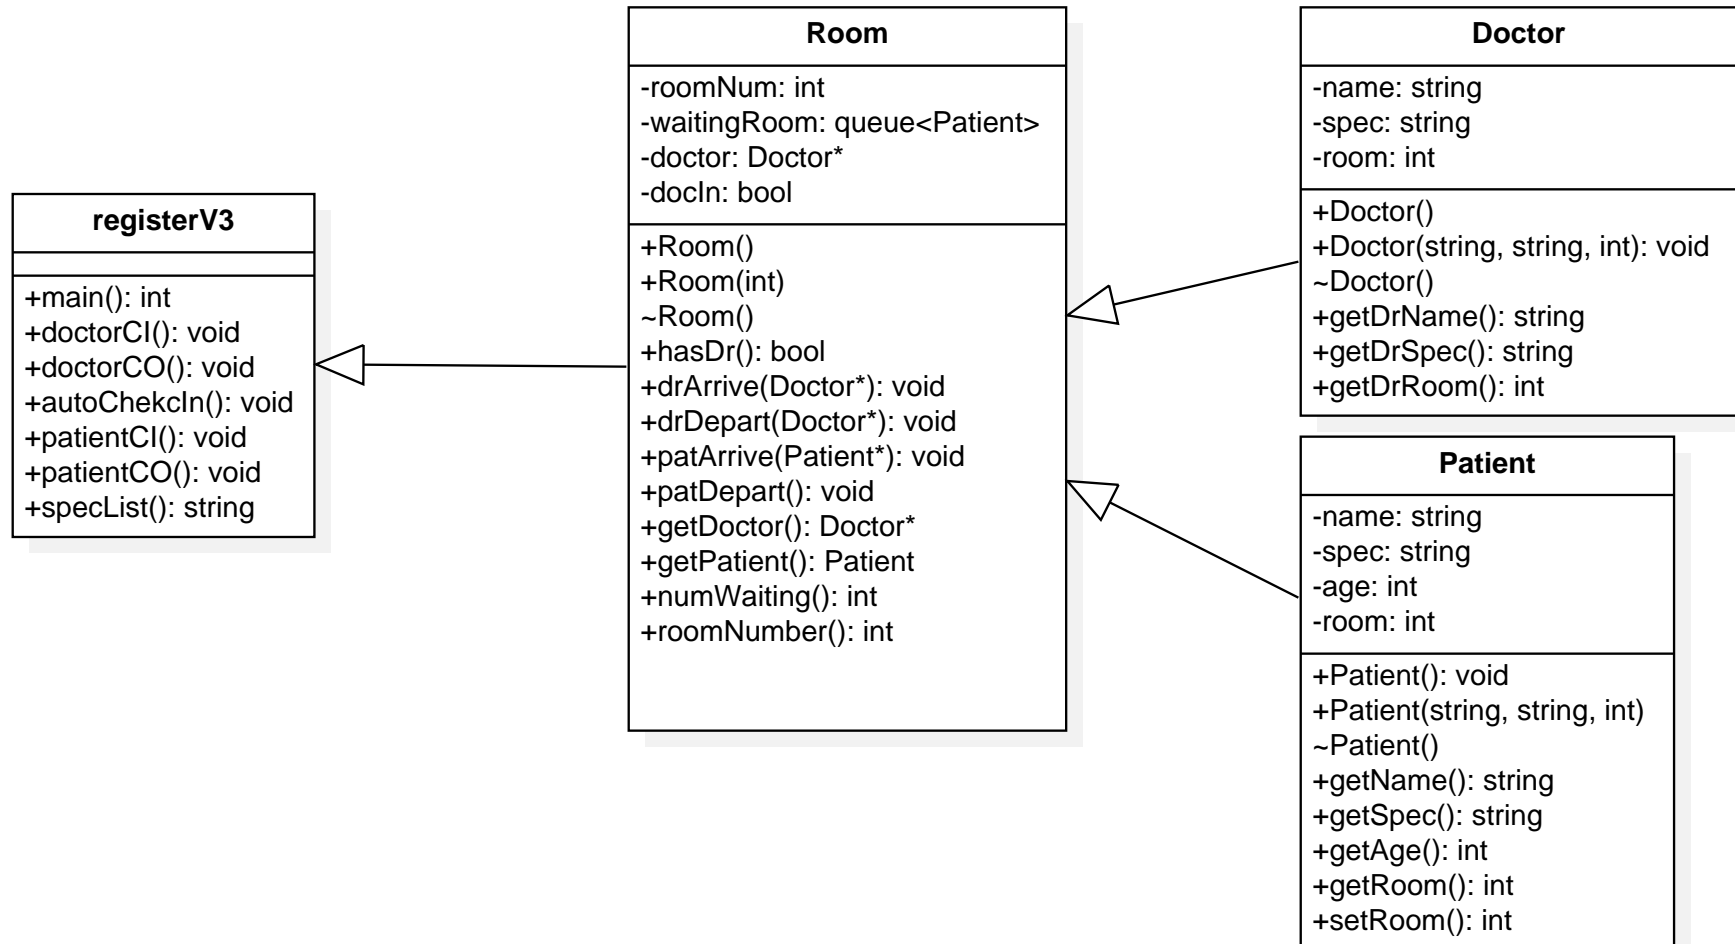 registerV3
+main(): int
+doctorCI(): void
+doctorCO(): void
+autoChekcIn(): void
+patientCI(): void
+patientCO(): void
+specList(): string
Room
-roomNum: int
-waitingRoom: queue<Patient>
-doctor: Doctor*
-docIn: bool
+Room()
+Room(int)
~Room()
+hasDr(): bool
+drArrive(Doctor*): void
+drDepart(Doctor*): void
+patArrive(Patient*): void
+patDepart(): void
+getDoctor(): Doctor*
+getPatient(): Patient
+numWaiting(): int
+roomNumber(): int
Doctor
-name: string
-spec: string
-room: int
+Doctor()
+Doctor(string, string, int): void
~Doctor()
+getDrName(): string
+getDrSpec(): string
+getDrRoom(): int
Patient
-name: string
-spec: string
-age: int
-room: int
+Patient(): void
+Patient(string, string, int)
~Patient()
+getName(): string
+getSpec(): string
+getAge(): int
+getRoom(): int
+setRoom(): int